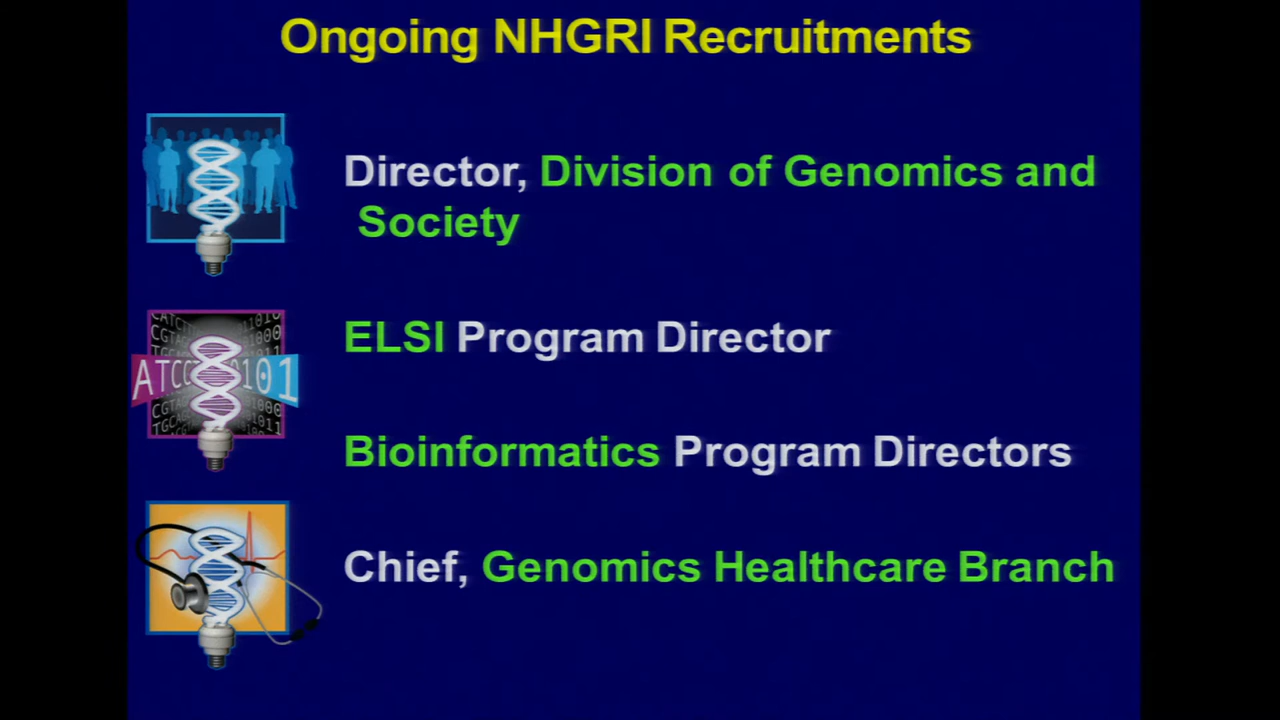 Ongoing NHGRI Recruitments
Director, Division of Genomics and
Society
ELSI Program Director
Bioinformatics Program Directors
Chief, Genomics Healthcare Branch